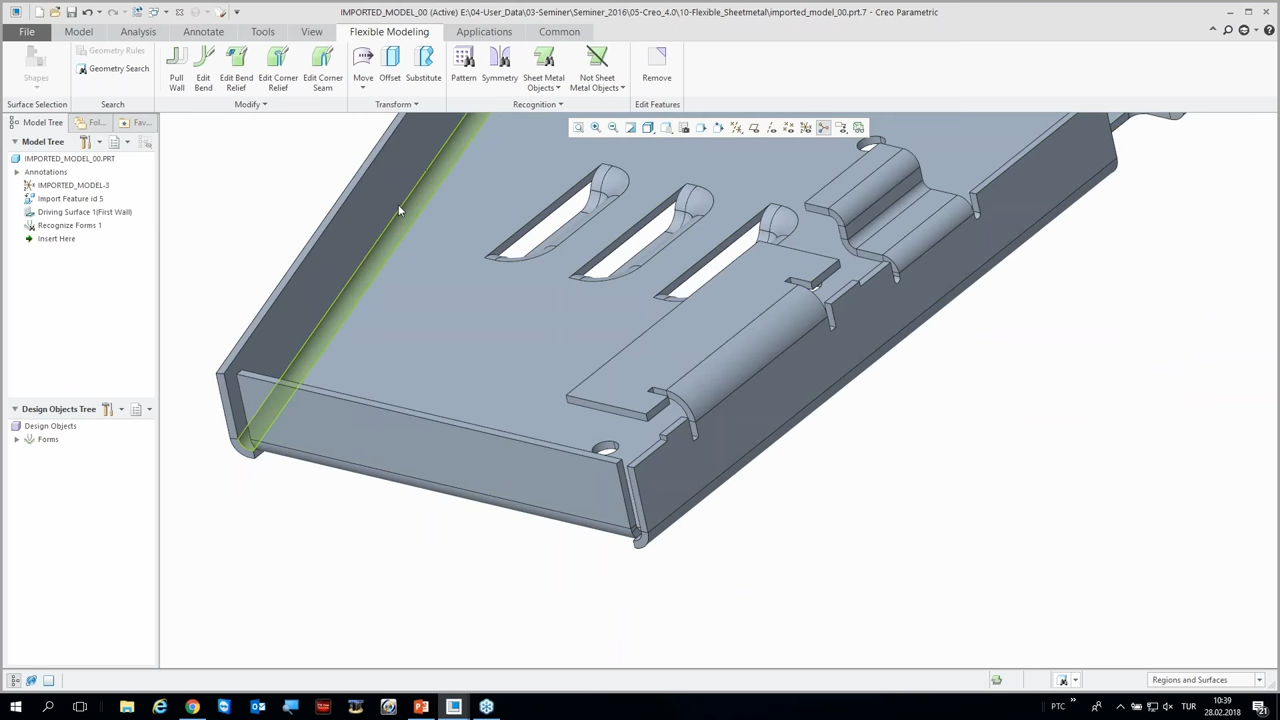 IMPORTED_MODEL_00 (Active) E:\04-User_Data\03-Seminer\Seminer_2016\05-Creo_4.0\10-Flexible_Sheetmetal\imported_model_00.prt.7 - Creo Parametric
File Model Analysis Annotate Tools View Flexible Modeling Applications Common
Shapes
Geometry Rules
Geometry Search
Pull Wall
Edit Bend
Edit Bend Relief
Edit Corner Relief
Edit Corner Seam
Move
Offset
Substitute
Pattern
Symmetry
Sheet Metal Objects
Not Sheet Metal Objects
Remove
Surface Selection Search Modify Transform Recognition Edit Features
Model Tree Fol... Fav...
Model Tree
IMPORTED_MODEL_00.PRT
Annotations
IMPORTED_MODEL-3
Import Feature id 5
Driving Surface 1(First Wall)
Recognize Forms 1
Insert Here
Design Objects Tree
Design Objects
Forms
Regions and Surfaces
PTC
TUR
10:39
28.02.2018
21